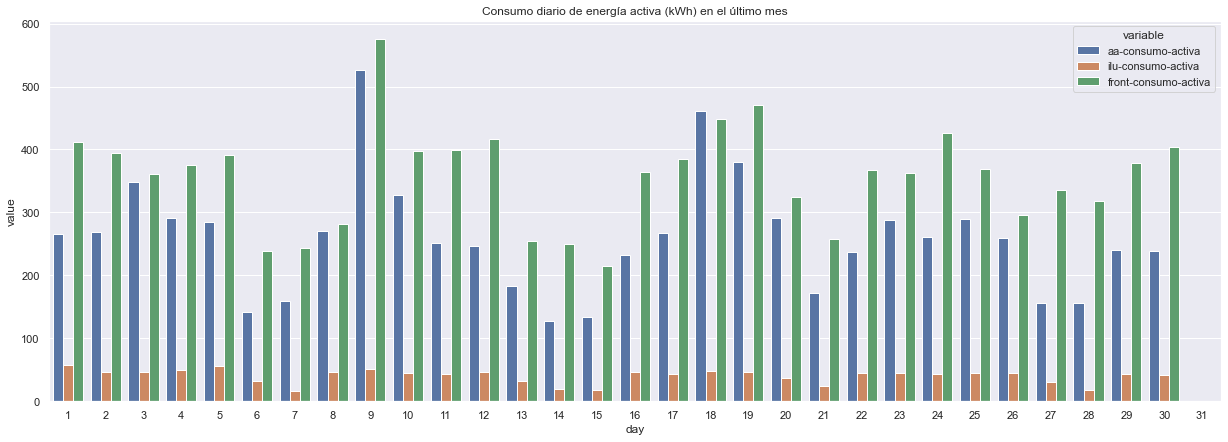 Consumo diario de energía activa (kWh) en el último mes
variable
aa-consumo-activa
ilu-consumo-activa
front-consumo-activa
600
500
400
300
200
100
0
value
1 2 3 4 5 6 7 8 9 10 11 12 13 14 15 16 17 18 19 20 21 22 23 24 25 26 27 28 29 30 31
day